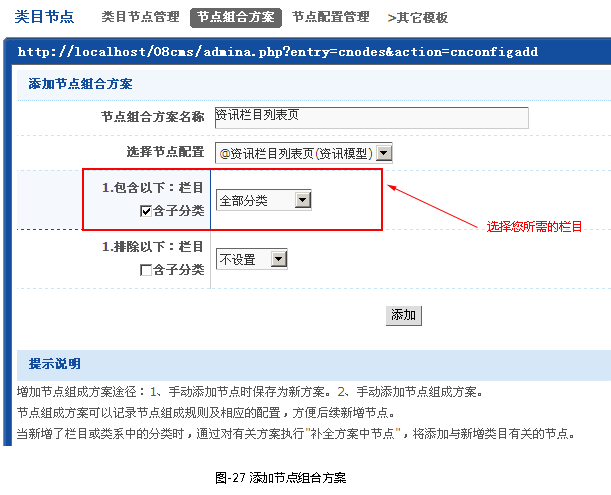 类目节点 类目节点管理 节点组合方案 节点配置管理 >其它模板
http://localhost/08cms/admina.php?entry=cnodes&action=cnconfigadd
添加节点组合方案
节点组合方案名称 资讯栏目列表页
选择节点配置 @资讯栏目列表页(资讯模型)
1.包含以下：栏目
含子分类 全部分类
选择您所需的栏目
1.排除以下：栏目
含子分类 不设置
添加
提示说明
增加节点组成方案途径：1、手动添加节点时保存为新方案。2、手动添加节点组成方案。
节点组成方案可以记录节点组成规则及相应的配置，方便后续新增节点。
当新增了栏目或类系中的分类时，通过对有关方案执行"补全方案中节点"，将添加与新增类目有关的节点。
图-27 添加节点组合方案